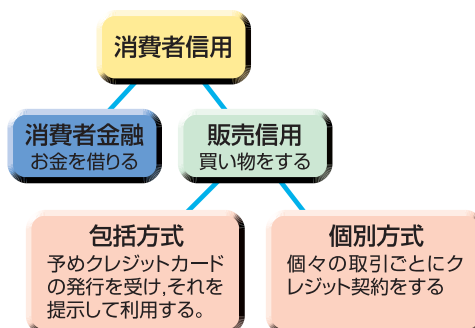 消費者信用
消費者金融
お金を借りる
販売信用
買い物をする
包括方式
予めクレジットカード
の発行を受け,それを
提示して利用する。
個別方式
個々の取引ごとにク
レジット契約をする